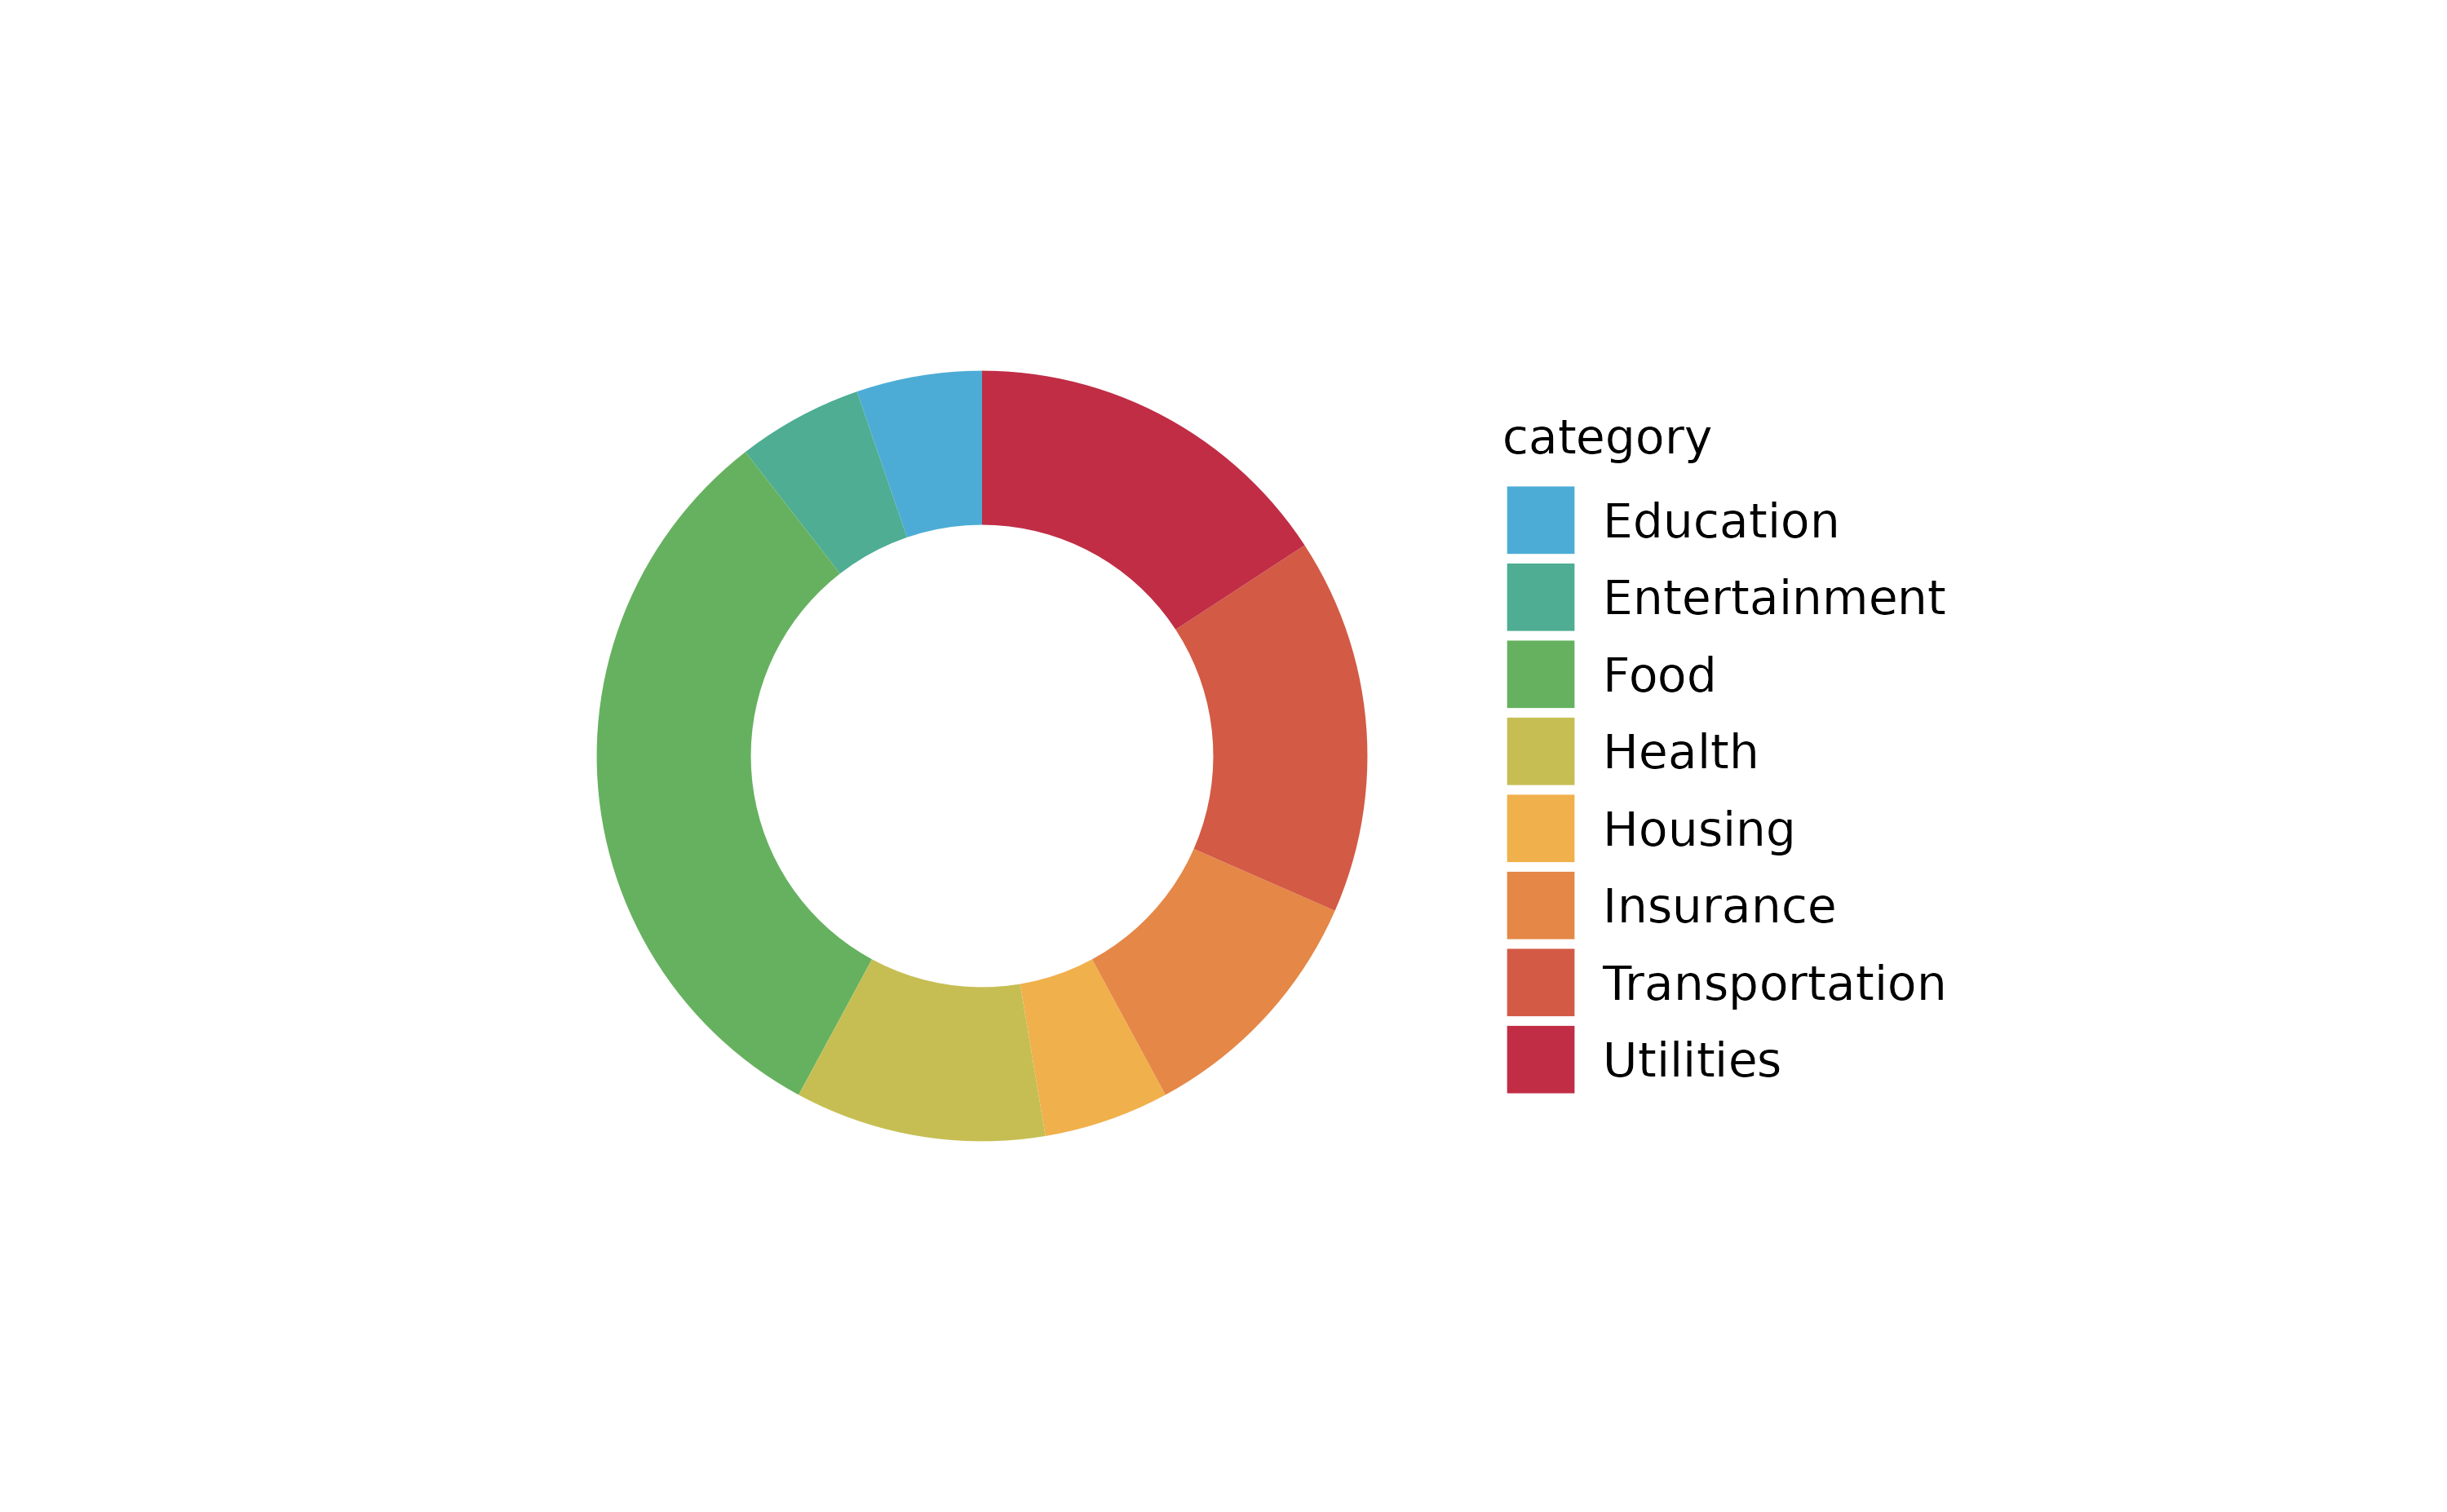 category
Education
Entertainment
Food
Health
Housing
Insurance
Transportation
Utilities